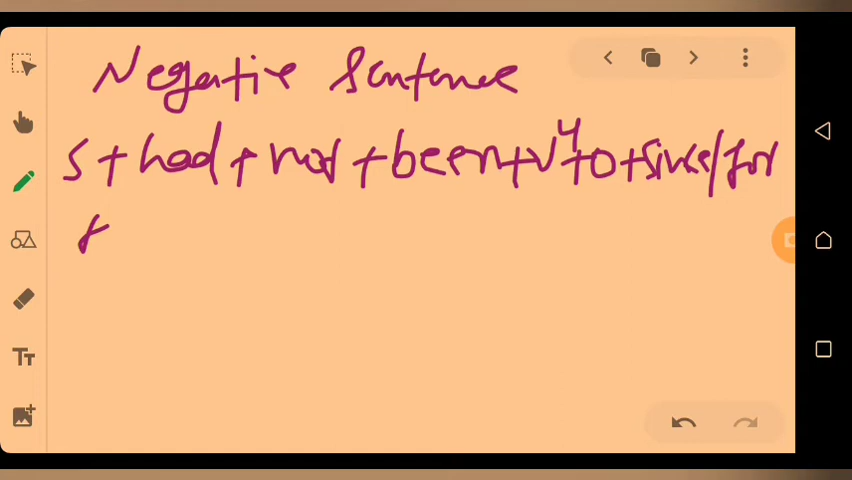 Negative Sentence
S + had + not + been + V4 + o + since/for